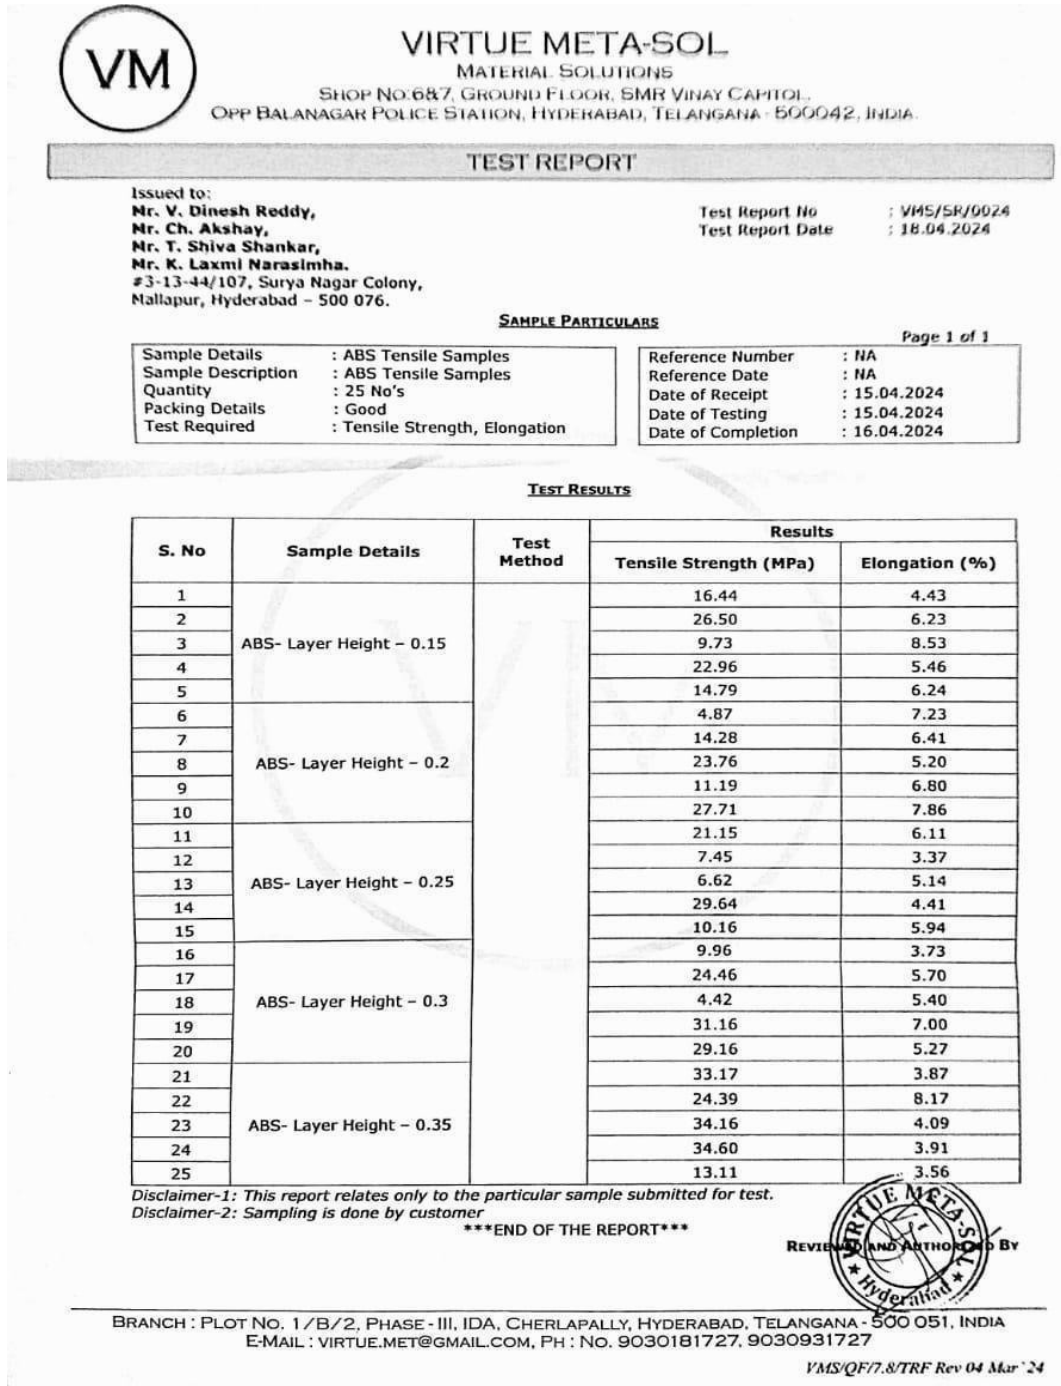 VM
VIRTUE META-SOL
MATERIAL SOLUTIONS
SHOP NO:6&7, GROUND FLOOR, SMR VINAY CAPITOL,
OPP BALANAGAR POLICE STATION, HYDERABAD, TELANGANA - 500042, INDIA.
TEST REPORT
Issued to:
Mr. V. Dinesh Reddy,
Mr. Ch. Akshay,
Mr. T. Shiva Shankar,
Mr. K. Laxmi Narasimha.
#3-13-44/107, Surya Nagar Colony,
Mallapur, Hyderabad – 500 076.
Test Report No : VMS/SR/0024
Test Report Date : 18.04.2024
SAMPLE PARTICULARS
Page 1 of 1
Sample Details : ABS Tensile Samples
Sample Description : ABS Tensile Samples
Quantity : 25 No's
Packing Details : Good
Test Required : Tensile Strength, Elongation
Reference Number : NA
Reference Date : NA
Date of Receipt : 15.04.2024
Date of Testing : 15.04.2024
Date of Completion : 16.04.2024
TEST RESULTS
S. No Sample Details Test Method Results
Tensile Strength (MPa) Elongation (%)
1 16.44 4.43
2 26.50 6.23
3 ABS- Layer Height – 0.15 9.73 8.53
4 22.96 5.46
5 14.79 6.24
6 4.87 7.23
7 14.28 6.41
8 ABS- Layer Height – 0.2 23.76 5.20
9 11.19 6.80
10 27.71 7.86
11 21.15 6.11
12 7.45 3.37
13 ABS- Layer Height – 0.25 6.62 5.14
14 29.64 4.41
15 10.16 5.94
16 9.96 3.73
17 24.46 5.70
18 ABS- Layer Height – 0.3 4.42 5.40
19 31.16 7.00
20 29.16 5.27
21 33.17 3.87
22 24.39 8.17
23 ABS- Layer Height – 0.35 34.16 4.09
24 34.60 3.91
25 13.11 3.56
Disclaimer-1: This report relates only to the particular sample submitted for test.
Disclaimer-2: Sampling is done by customer
***END OF THE REPORT***
REVIEWED AND AUTHORIZED BY
VIRTUE META-SOL
Hyderabad
BRANCH : PLOT NO. 1/B/2, PHASE-III, IDA, CHERLAPALLY, HYDERABAD, TELANGANA - 500 051, INDIA
E-MAIL : VIRTUE.MET@GMAIL.COM, PH : NO. 9030181727, 9030931727
VMS/QF/7.8/TRF Rev 04 Mar `24